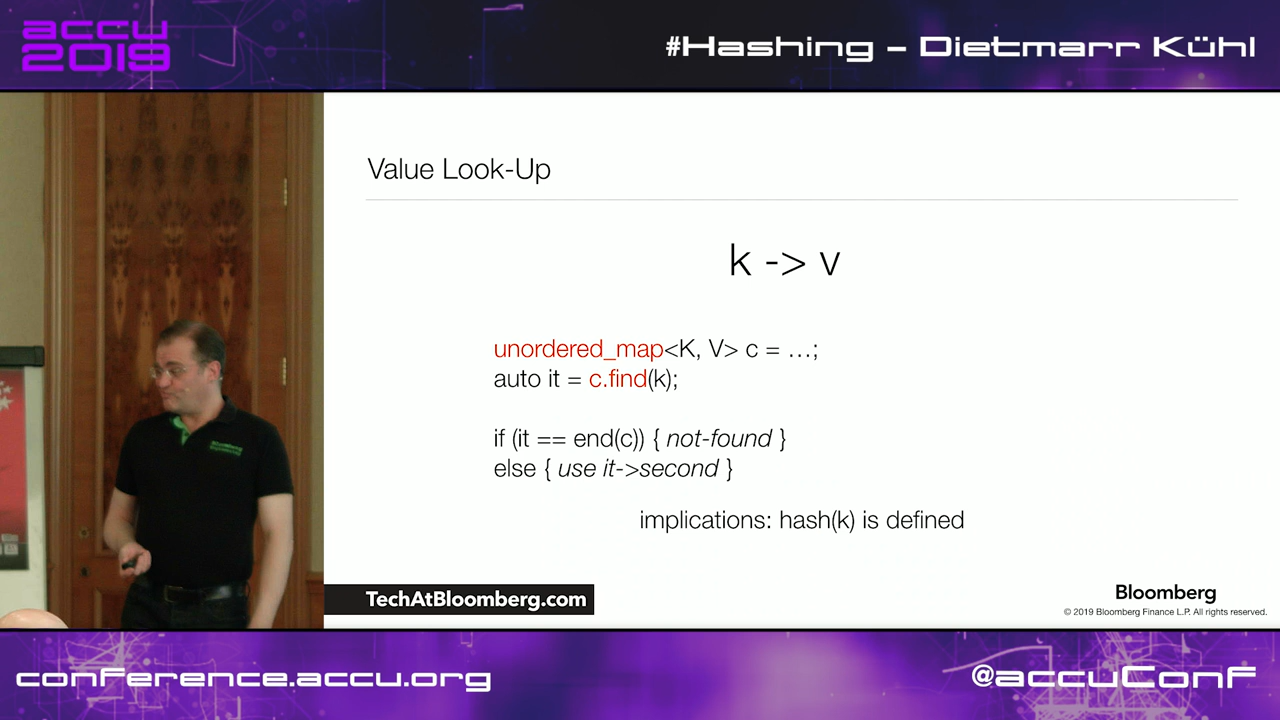 accu
2019
#Hashing – Dietmarr Kühl
Value Look-Up
k -> v
unordered_map<K, V> c = …;
auto it = c.find(k);
if (it == end(c)) { not-found }
else { use it->second }
implications: hash(k) is defined
Bloomberg
Engineering
TechAtBloomberg.com
Bloomberg
© 2019 Bloomberg Finance L.P. All rights reserved.
conference.accu.org
@accuConf